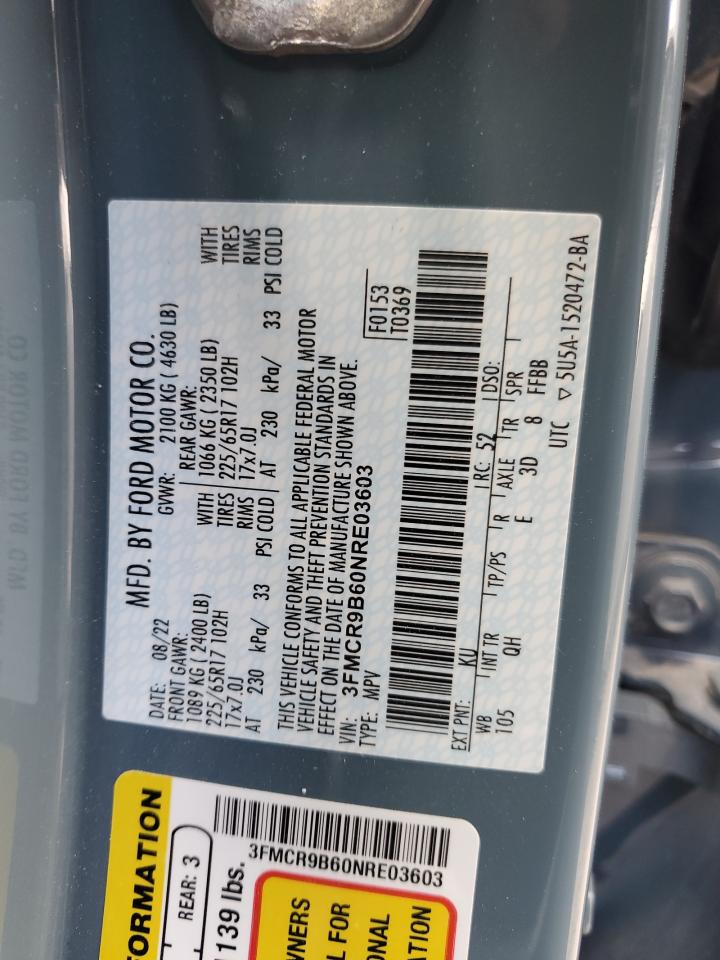 MFD. BY FORD MOTOR CO.
DATE: 08/22 GVWR: 2100 KG ( 4630 LB)
FRONT GAWR: REAR GAWR:
1089 KG ( 2400 LB) WITH 1066 KG ( 2350 LB) WITH
225/65R17 102H TIRES 225/65R17 102H TIRES
17x7.0J RIMS 17x7.0J RIMS
AT 230 kPa/ 33 PSI COLD AT 230 kPa/ 33 PSI COLD
THIS VEHICLE CONFORMS TO ALL APPLICABLE FEDERAL MOTOR
VEHICLE SAFETY AND THEFT PREVENTION STANDARDS IN
EFFECT ON THE DATE OF MANUFACTURE SHOWN ABOVE.
VIN: 3FMCR9B60NRE03603 F0153
TYPE: MPV T0369
EXT PNT: KU RC: 52 DSO:
WB INT TR TP/PS R AXLE TR SPR
105 QH E 3D 8 FFBB
UTC ▽ 5U5A-1520472-BA
FORMATION
REAR: 3
1139 lbs.
3FMCR9B60NRE03603
WNERS
L FOR
ONAL
ATION